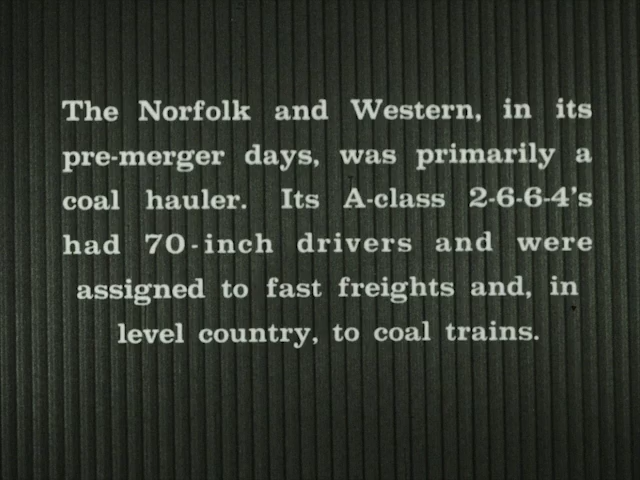 The Norfolk and Western, in its
pre-merger days, was primarily a
coal hauler. Its A-class 2-6-6-4's
had 70-inch drivers and were
assigned to fast freights and, in
level country, to coal trains.